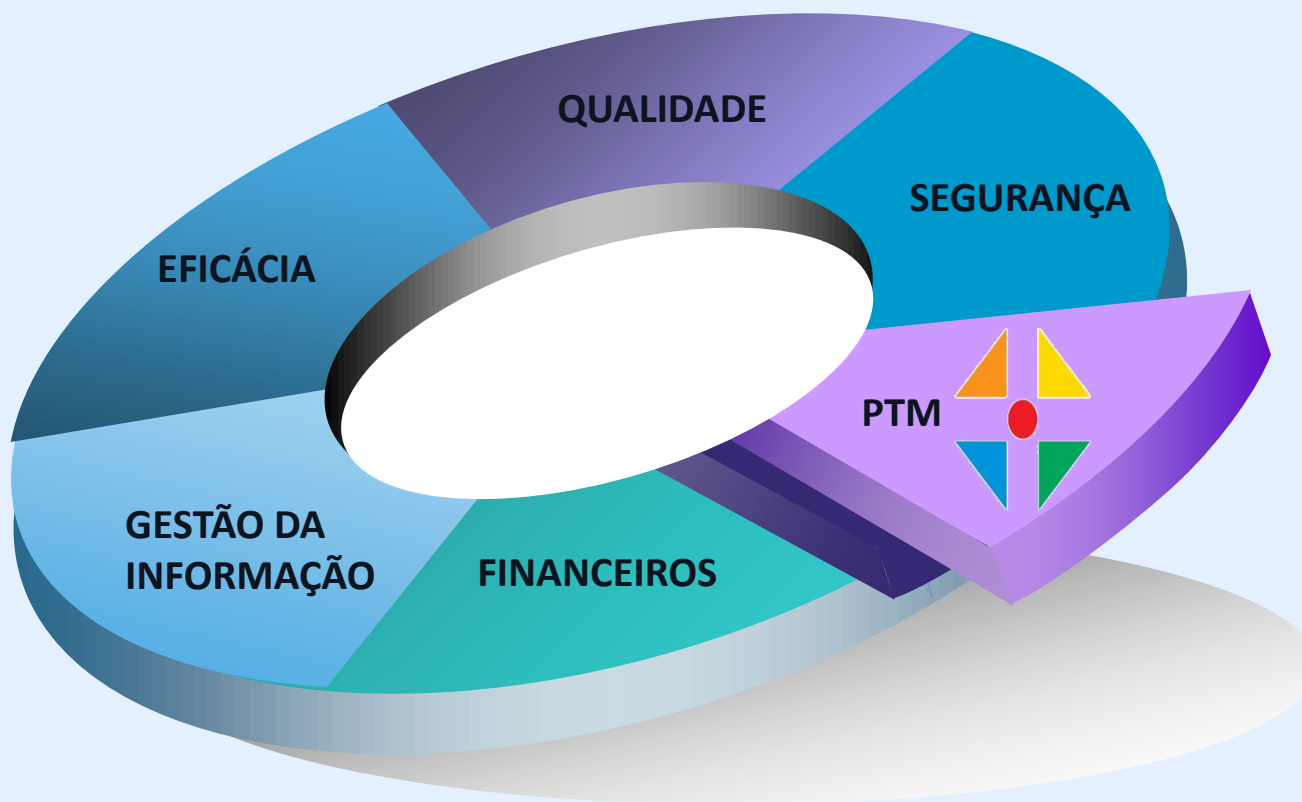 QUALIDADE
SEGURANÇA
EFICÁCIA
PTM
GESTÃO DA
INFORMAÇÃO
FINANCEIROS